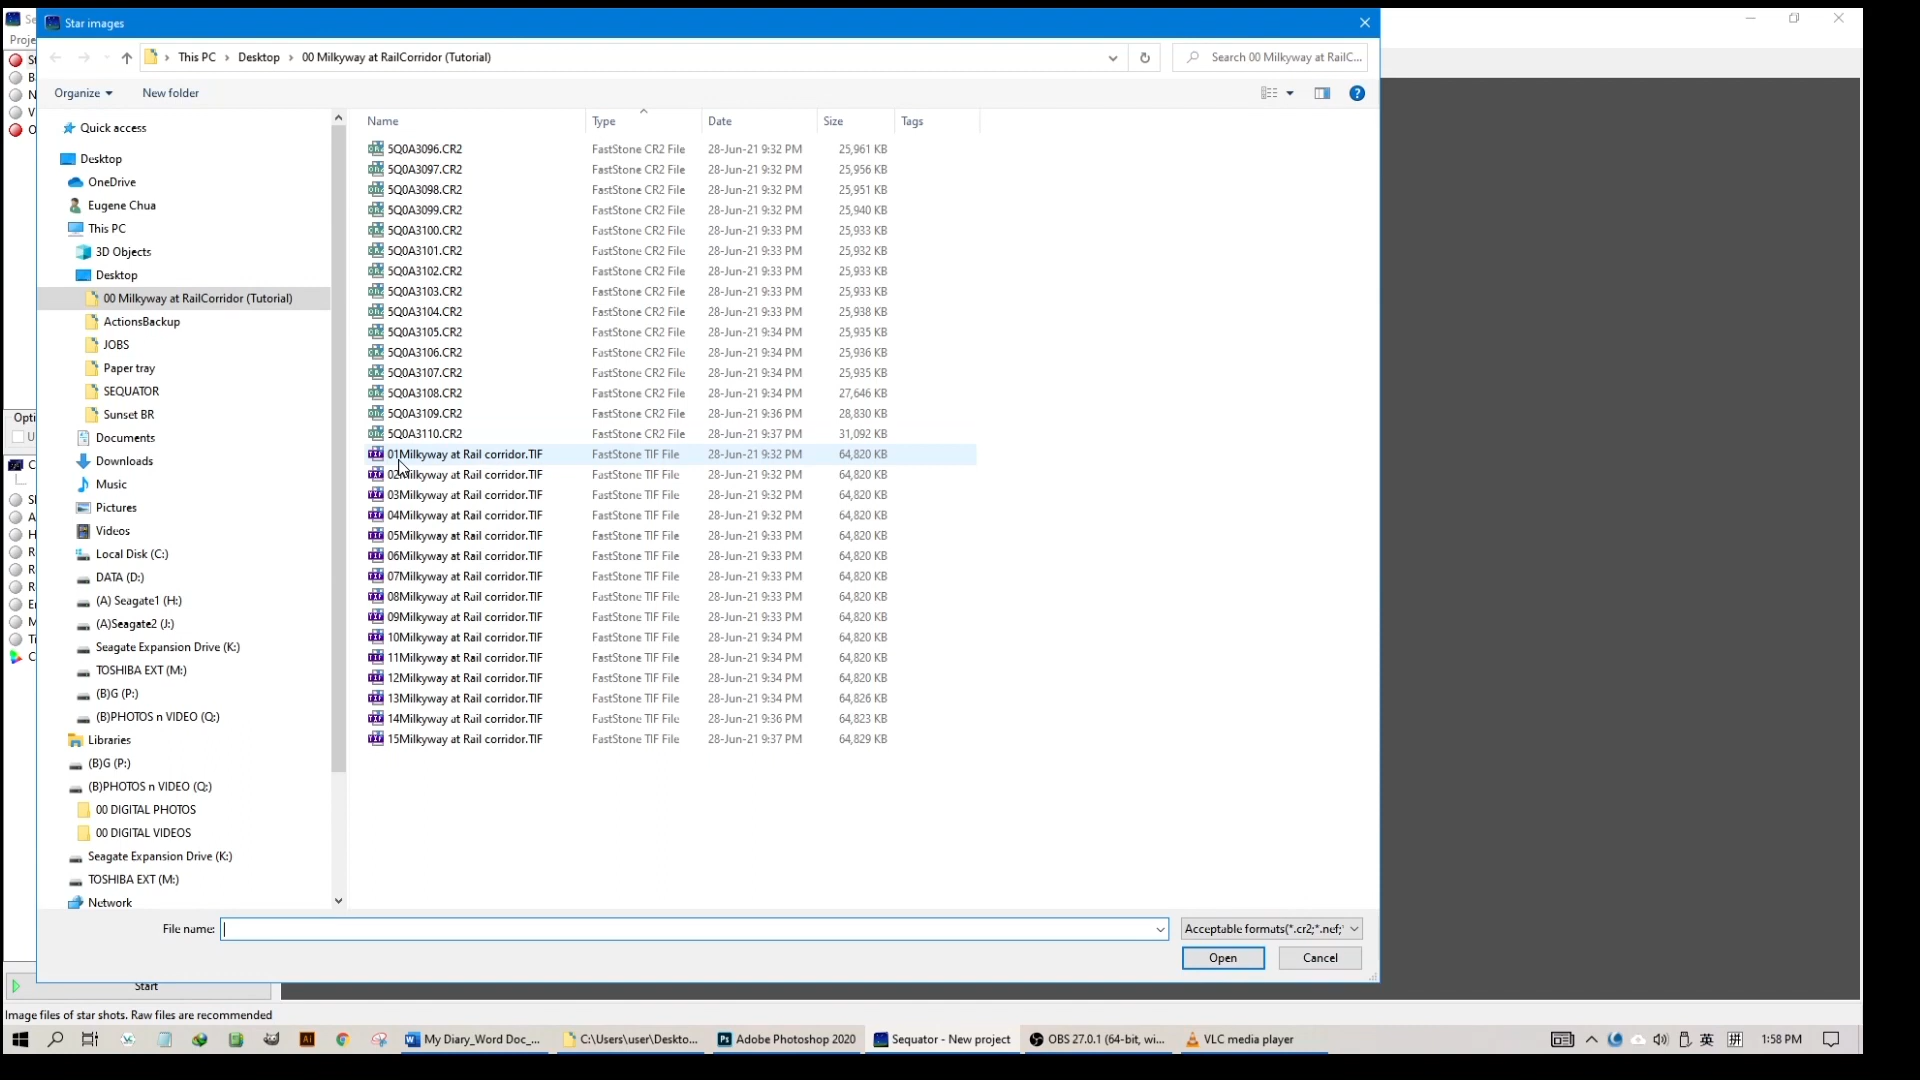 Star images
Proje
This PC > Desktop > 00 Milkyway at RailCorridor (Tutorial)
Search 00 Milkyway at RailC...
Organize
New folder
Quick access
Desktop
OneDrive
Eugene Chua
This PC
3D Objects
Desktop
00 Milkyway at RailCorridor (Tutorial)
ActionsBackup
JOBS
Paper tray
SEQUATOR
Sunset BR
Documents
Downloads
Music
Pictures
Videos
Local Disk (C:)
DATA (D:)
(A) Seagate1 (H:)
(A)Seagate2 (J:)
Seagate Expansion Drive (K:)
TOSHIBA EXT (M:)
(B)G (P:)
(B)PHOTOS n VIDEO (Q:)
Libraries
(B)G (P:)
(B)PHOTOS n VIDEO (Q:)
00 DIGITAL PHOTOS
00 DIGITAL VIDEOS
Seagate Expansion Drive (K:)
TOSHIBA EXT (M:)
Network
Name Type Date Size Tags
5Q0A3096.CR2 FastStone CR2 File 28-Jun-21 9:32 PM 25,961 KB
5Q0A3097.CR2 FastStone CR2 File 28-Jun-21 9:32 PM 25,956 KB
5Q0A3098.CR2 FastStone CR2 File 28-Jun-21 9:32 PM 25,951 KB
5Q0A3099.CR2 FastStone CR2 File 28-Jun-21 9:32 PM 25,940 KB
5Q0A3100.CR2 FastStone CR2 File 28-Jun-21 9:33 PM 25,933 KB
5Q0A3101.CR2 FastStone CR2 File 28-Jun-21 9:33 PM 25,932 KB
5Q0A3102.CR2 FastStone CR2 File 28-Jun-21 9:33 PM 25,933 KB
5Q0A3103.CR2 FastStone CR2 File 28-Jun-21 9:33 PM 25,933 KB
5Q0A3104.CR2 FastStone CR2 File 28-Jun-21 9:33 PM 25,938 KB
5Q0A3105.CR2 FastStone CR2 File 28-Jun-21 9:34 PM 25,935 KB
5Q0A3106.CR2 FastStone CR2 File 28-Jun-21 9:34 PM 25,936 KB
5Q0A3107.CR2 FastStone CR2 File 28-Jun-21 9:34 PM 25,935 KB
5Q0A3108.CR2 FastStone CR2 File 28-Jun-21 9:34 PM 27,646 KB
5Q0A3109.CR2 FastStone CR2 File 28-Jun-21 9:36 PM 28,830 KB
5Q0A3110.CR2 FastStone CR2 File 28-Jun-21 9:37 PM 31,092 KB
01Milkyway at Rail corridor.TIF FastStone TIF File 28-Jun-21 9:32 PM 64,820 KB
02Milkyway at Rail corridor.TIF FastStone TIF File 28-Jun-21 9:32 PM 64,820 KB
03Milkyway at Rail corridor.TIF FastStone TIF File 28-Jun-21 9:32 PM 64,820 KB
04Milkyway at Rail corridor.TIF FastStone TIF File 28-Jun-21 9:32 PM 64,820 KB
05Milkyway at Rail corridor.TIF FastStone TIF File 28-Jun-21 9:33 PM 64,820 KB
06Milkyway at Rail corridor.TIF FastStone TIF File 28-Jun-21 9:33 PM 64,820 KB
07Milkyway at Rail corridor.TIF FastStone TIF File 28-Jun-21 9:33 PM 64,820 KB
08Milkyway at Rail corridor.TIF FastStone TIF File 28-Jun-21 9:33 PM 64,820 KB
09Milkyway at Rail corridor.TIF FastStone TIF File 28-Jun-21 9:33 PM 64,820 KB
10Milkyway at Rail corridor.TIF FastStone TIF File 28-Jun-21 9:34 PM 64,820 KB
11Milkyway at Rail corridor.TIF FastStone TIF File 28-Jun-21 9:34 PM 64,820 KB
12Milkyway at Rail corridor.TIF FastStone TIF File 28-Jun-21 9:34 PM 64,820 KB
13Milkyway at Rail corridor.TIF FastStone TIF File 28-Jun-21 9:34 PM 64,826 KB
14Milkyway at Rail corridor.TIF FastStone TIF File 28-Jun-21 9:36 PM 64,823 KB
15Milkyway at Rail corridor.TIF FastStone TIF File 28-Jun-21 9:37 PM 64,829 KB
Opti
File name:
Acceptable formats(*.cr2;*.nef;*
Open
Cancel
Start
Image files of star shots. Raw files are recommended
My Diary_Word Doc_...
C:\Users\user\Deskto...
Adobe Photoshop 2020
Sequator - New project
OBS 27.0.1 (64-bit, wi...
VLC media player
英
拼
1:58 PM